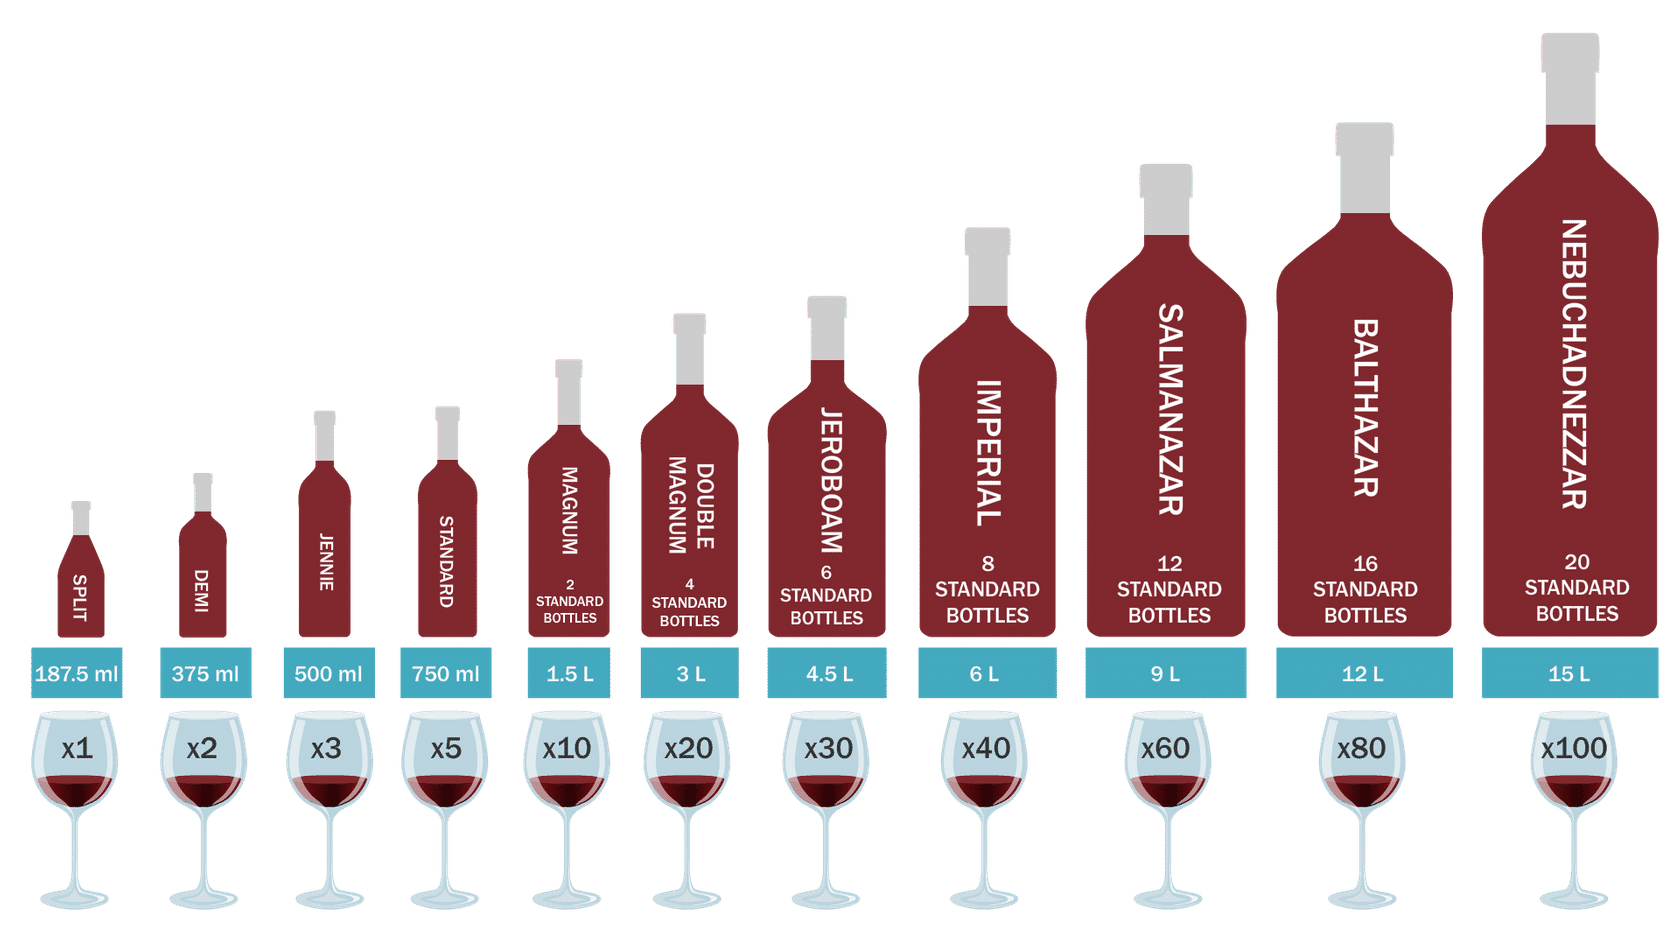 SPLIT
DEMI
JENNIE
STANDARD
MAGNUM
2
STANDARD
BOTTLES
DOUBLE
MAGNUM
4
STANDARD
BOTTLES
JEROBOAM
6
STANDARD
BOTTLES
IMPERIAL
8
STANDARD
BOTTLES
SALMANAZAR
12
STANDARD
BOTTLES
BALTHAZAR
16
STANDARD
BOTTLES
NEBUCHADNEZZAR
20
STANDARD
BOTTLES
187.5 ml
375 ml
500 ml
750 ml
1.5 L
3 L
4.5 L
6 L
9 L
12 L
15 L
x1
x2
x3
x5
x10
x20
x30
x40
x60
x80
x100